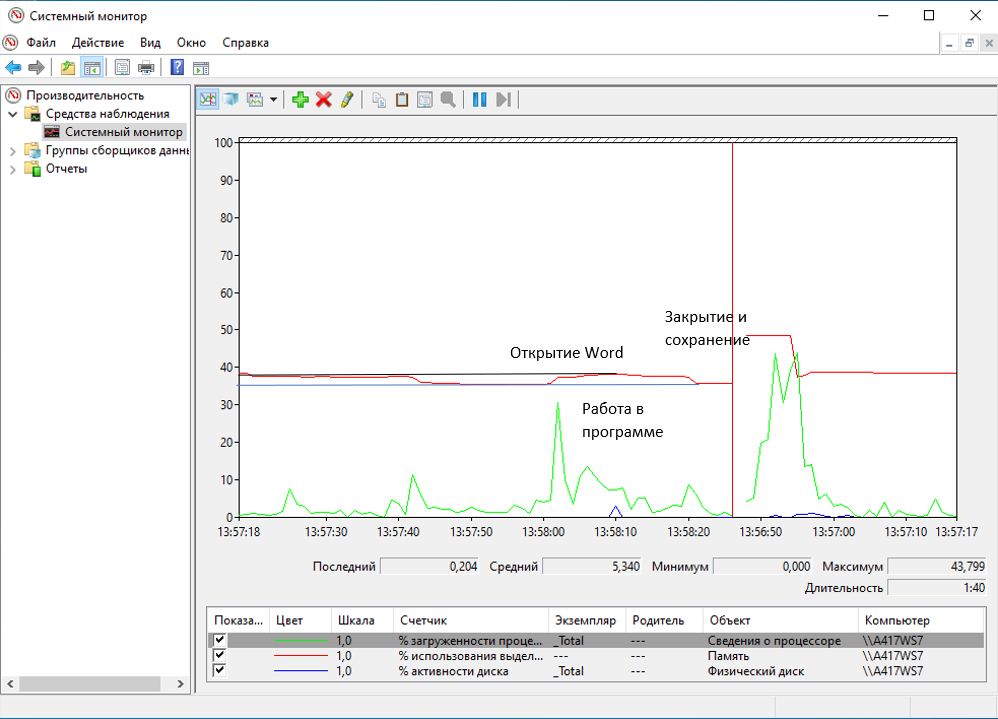 Системный монитор
Файл Действие Вид Окно Справка
Производительность
Средства наблюдения
Системный монитор
Группы сборщиков данн
Отчеты
100
90
80
70
60
50
40
30
20
10
0
Закрытие и
сохранение
Открытие Word
Работа в
программе
13:57:18 13:57:30 13:57:40 13:57:50 13:58:00 13:58:10 13:58:20 13:56:50 13:57:00 13:57:10 13:57:17
Последний 0,204 Средний 5,340 Минимум 0,000 Максимум 43,799
Длительность 1:40
Показа... Цвет Шкала Счетчик Экземпляр Родитель Объект Компьютер
1,0 % загруженности проце... _Total --- Сведения о процессоре \\A417WS7
1,0 % использования выдел... --- --- Память \\A417WS7
1,0 % активности диска _Total --- Физический диск \\A417WS7